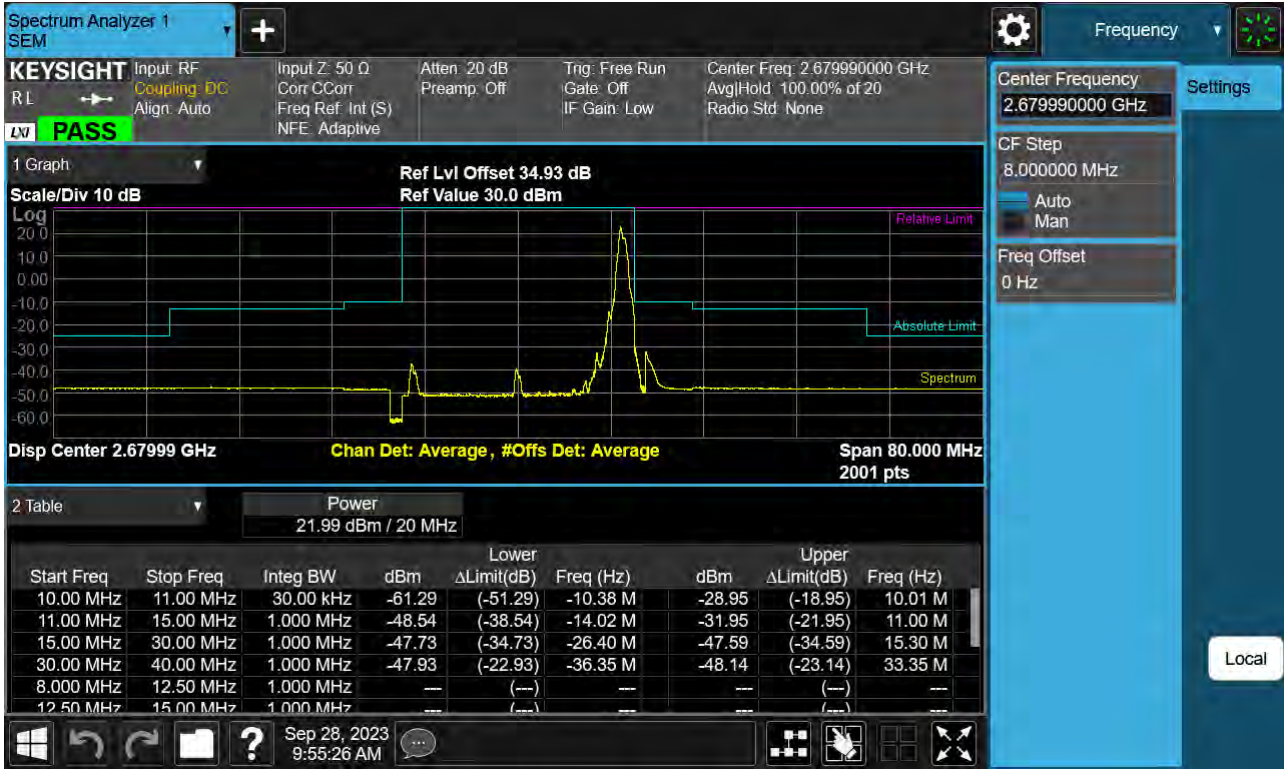 Spectrum Analyzer 1
SEM
Frequency
KEYSIGHT
RL
LXI
PASS
Input: RF
Coupling: DC
Align: Auto
Input Z: 50 Ω
Corr CCorr
Freq Ref: Int (S)
NFE: Adaptive
Atten: 20 dB
Preamp: Off
Trig: Free Run
Gate: Off
IF Gain: Low
Center Freq: 2.679990000 GHz
Avg|Hold: 100.00% of 20
Radio Std: None
Center Frequency
2.679990000 GHz
Settings
CF Step
8.000000 MHz
Auto
Man
Freq Offset
0 Hz
1 Graph
Ref Lvl Offset 34.93 dB
Scale/Div 10 dB
Ref Value 30.0 dBm
Log
Relative Limit
20.0
10.0
0.00
-10.0
-20.0
Absolute Limit
-30.0
-40.0
Spectrum
-50.0
-60.0
Disp Center 2.67999 GHz
Chan Det: Average, #Offs Det: Average
Span 80.000 MHz
2001 pts
2 Table
Power
21.99 dBm / 20 MHz
Lower Upper
Start Freq Stop Freq Integ BW dBm ΔLimit(dB) Freq (Hz) dBm ΔLimit(dB) Freq (Hz)
10.00 MHz 11.00 MHz 30.00 kHz -61.29 (-51.29) -10.38 M -28.95 (-18.95) 10.01 M
11.00 MHz 15.00 MHz 1.000 MHz -48.54 (-38.54) -14.02 M -31.95 (-21.95) 11.00 M
15.00 MHz 30.00 MHz 1.000 MHz -47.73 (-34.73) -26.40 M -47.59 (-34.59) 15.30 M
30.00 MHz 40.00 MHz 1.000 MHz -47.93 (-22.93) -36.35 M -48.14 (-23.14) 33.35 M
8.000 MHz 12.50 MHz 1.000 MHz --- (---) --- --- (---) ---
12.50 MHz 15.00 MHz 1.000 MHz --- (---) --- --- (---) ---
Local
?
Sep 28, 2023
9:55:26 AM